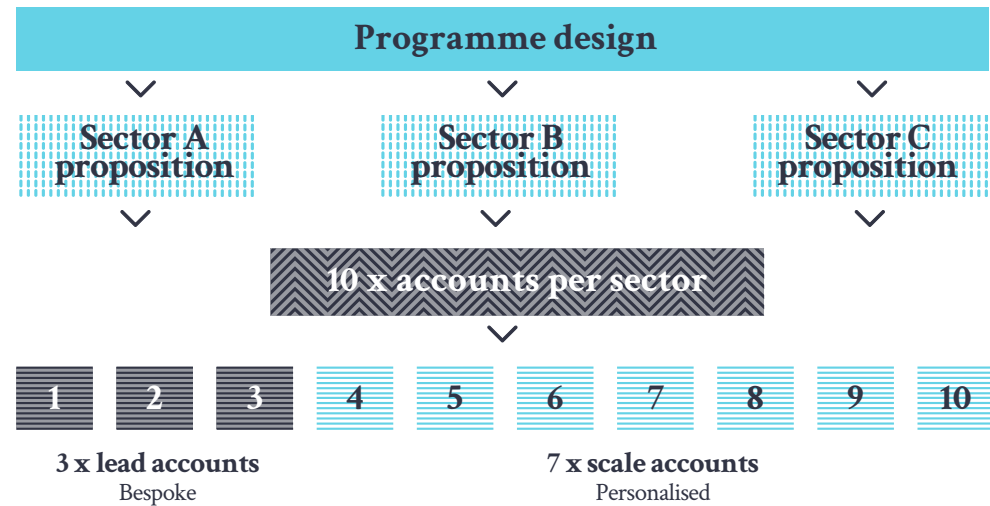 Programme design
Sector A
proposition
Sector B
proposition
Sector C
proposition
10 x accounts per sector
1 2 3 4 5 6 7 8 9 10
3 x lead accounts
Bespoke
7 x scale accounts
Personalised